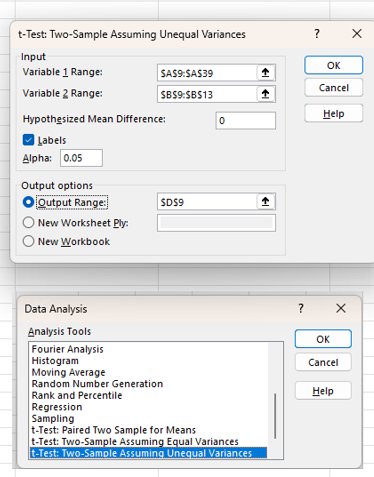 t-Test: Two-Sample Assuming Unequal Variances ? ×
Input
Variable 1 Range: $A$9:$A$39
OK
Variable 2 Range: $B$9:$B$13
Cancel
Hypothesized Mean Difference: 0
Help
Labels
Alpha: 0.05
Output options
Output Range: $D$9
New Worksheet Ply:
New Workbook
Data Analysis ? ×
Analysis Tools
OK
Fourier Analysis
Histogram
Moving Average
Cancel
Random Number Generation
Rank and Percentile
Regression
Help
Sampling
t-Test: Paired Two Sample for Means
t-Test: Two-Sample Assuming Equal Variances
t-Test: Two-Sample Assuming Unequal Variances